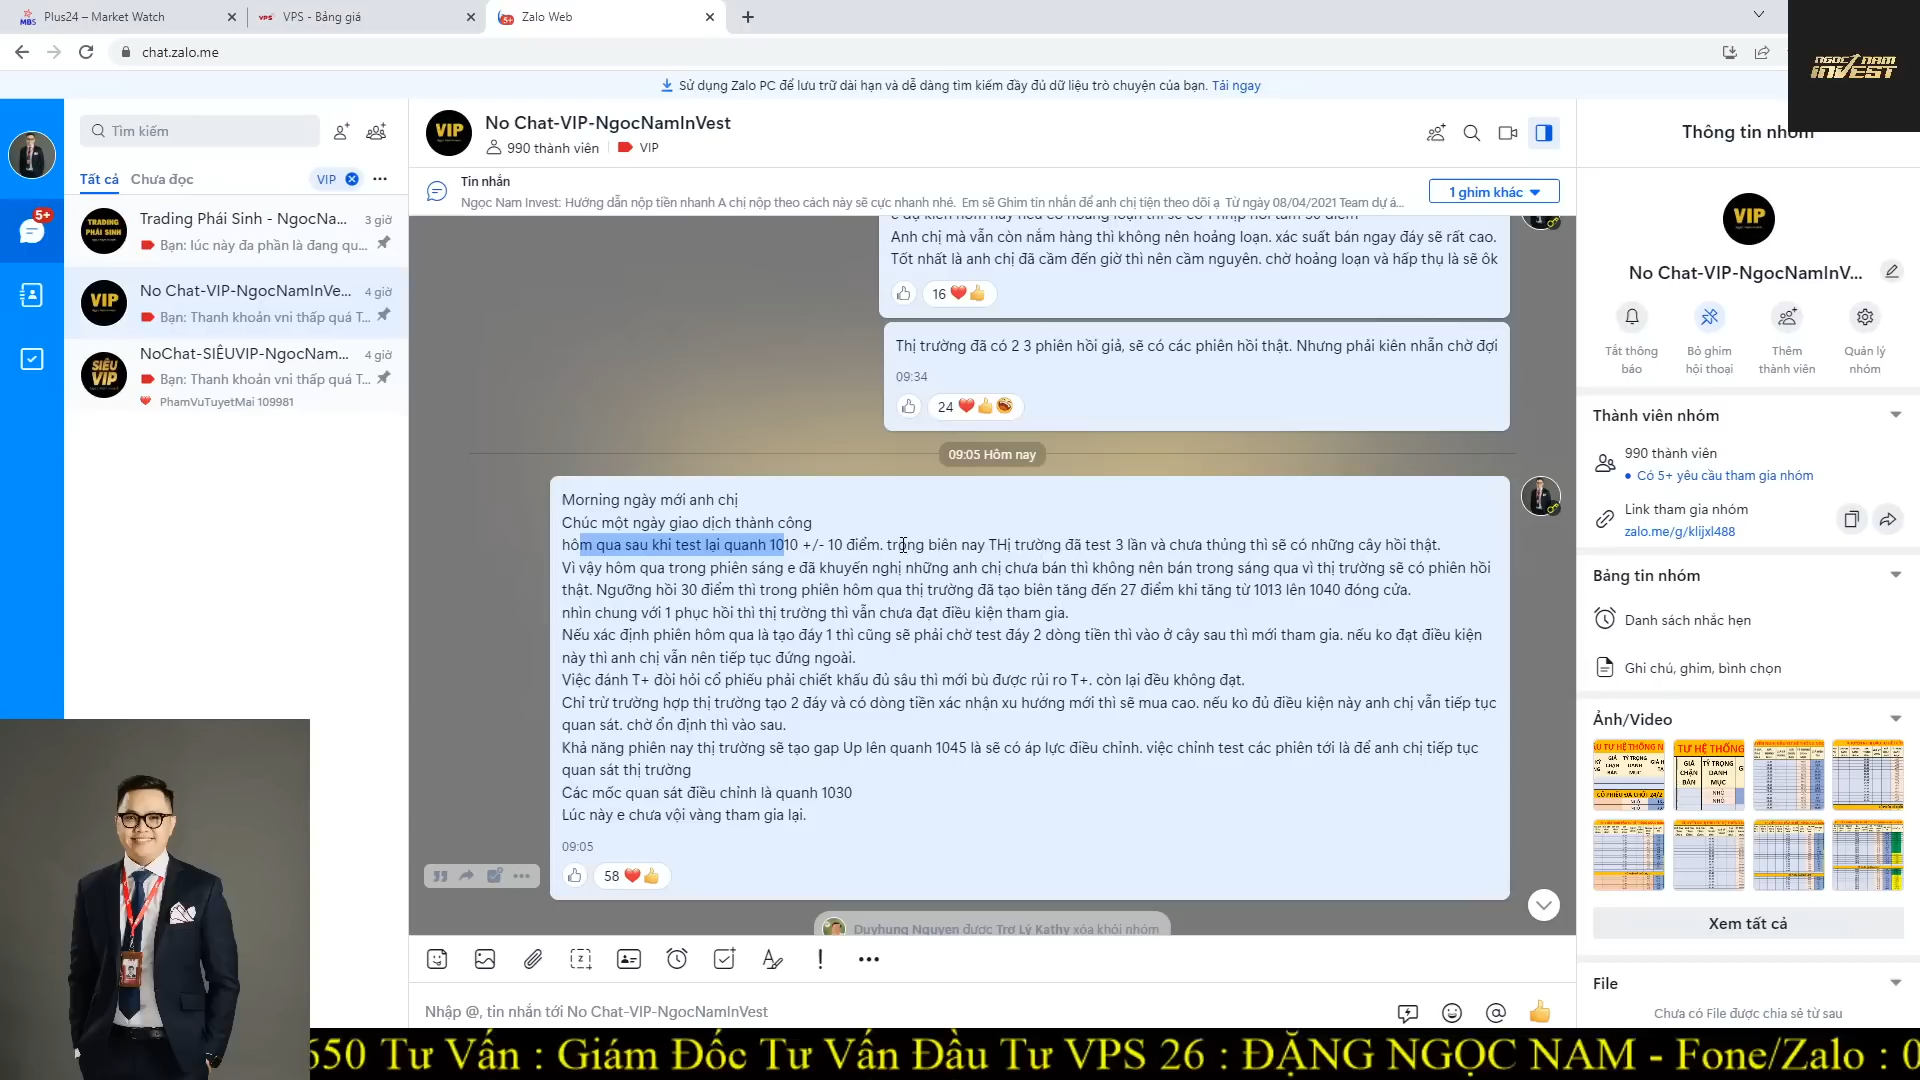 Plus24 – Market Watch
VPS - Bảng giá
Zalo Web
chat.zalo.me
NGỌC NAM
INVEST
Sử dụng Zalo PC để lưu trữ dài hạn và dễ dàng tìm kiếm đầy đủ dữ liệu trò chuyện của bạn. Tải ngay
Tìm kiếm
Tất cả
Chưa đọc
VIP
5+
TRADING PHÁI SINH
Trading Phái Sinh - NgocNa...
3 giờ
Bạn: lúc này đa phần là đang qu...
VIP
No Chat-VIP-NgocNamInVe...
4 giờ
Bạn: Thanh khoản vni thấp quá T...
SIÊU VIP
NoChat-SIÊUVIP-NgocNam...
4 giờ
Bạn: Thanh khoản vni thấp quá T...
PhamVuTuyetMai 109981
VIP
No Chat-VIP-NgocNamInVest
990 thành viên
VIP
Tin nhắn
Ngọc Nam Invest: Hướng dẫn nộp tiền nhanh A chị nộp theo cách này sẽ cực nhanh nhé. Em sẽ Ghim tin nhắn để anh chị tiện theo dõi ạ Từ ngày 08/04/2021 Team dự á...
1 ghim khác
Anh chị mà vẫn còn nắm hàng thì không nên hoảng loạn. xác suất bán ngay đáy sẽ rất cao.
Tốt nhất là anh chị đã cầm đến giờ thì nên cầm nguyên. chờ hoảng loạn và hấp thụ là sẽ ôk
16
Thị trường đã có 2 3 phiên hồi giả, sẽ có các phiên hồi thật. Nhưng phải kiên nhẫn chờ đợi
09:34
24
09:05 Hôm nay
Morning ngày mới anh chị
Chúc một ngày giao dịch thành công
hôm qua sau khi test lại quanh 1010 +/- 10 điểm. trong biên nay THị trường đã test 3 lần và chưa thủng thì sẽ có những cây hồi thật.
Vì vậy hôm qua trong phiên sáng e đã khuyến nghị những anh chị chưa bán thì không nên bán trong sáng qua vì thị trường sẽ có phiên hồi
thật. Ngưỡng hồi 30 điểm thì trong phiên hôm qua thị trường đã tạo biên tăng đến 27 điểm khi tăng từ 1013 lên 1040 đóng cửa.
nhìn chung với 1 phục hồi thì thị trường thì vẫn chưa đạt điều kiện tham gia.
Nếu xác định phiên hôm qua là tạo đáy 1 thì cũng sẽ phải chờ test đáy 2 dòng tiền thì vào ở cây sau thì mới tham gia. nếu ko đạt điều kiện
này thì anh chị vẫn nên tiếp tục đứng ngoài.
Việc đánh T+ đòi hỏi cổ phiếu phải chiết khấu đủ sâu thì mới bù được rủi ro T+. còn lại đều không đạt.
Chỉ trừ trường hợp thị trường tạo 2 đáy và có dòng tiền xác nhận xu hướng mới thì sẽ mua cao. nếu ko đủ điều kiện này anh chị vẫn tiếp tục
quan sát. chờ ổn định thì vào sau.
Khả năng phiên nay thị trường sẽ tạo gap Up lên quanh 1045 là sẽ có áp lực điều chỉnh. việc chỉnh test các phiên tới là để anh chị tiếp tục
quan sát thị trường
Các mốc quan sát điều chỉnh là quanh 1030
Lúc này e chưa vội vàng tham gia lại.
09:05
58
Duyhung Nguyen được Trợ Lý Kathy xóa khỏi nhóm
Nhập @, tin nhắn tới No Chat-VIP-NgocNamInVest
Thông tin nhóm
VIP
No Chat-VIP-NgocNamInV...
Tắt thông báo
Bỏ ghim hội thoại
Thêm thành viên
Quản lý nhóm
Thành viên nhóm
990 thành viên
Có 5+ yêu cầu tham gia nhóm
Link tham gia nhóm
zalo.me/g/klijxl488
Bảng tin nhóm
Danh sách nhắc hẹn
Ghi chú, ghim, bình chọn
Ảnh/Video
Xem tất cả
File
Chưa có File được chia sẻ từ sau
650 Tư Vấn : Giám Đốc Tư Vấn Đầu Tư VPS 26 : ĐẶNG NGỌC NAM - Fone/Zalo : 0